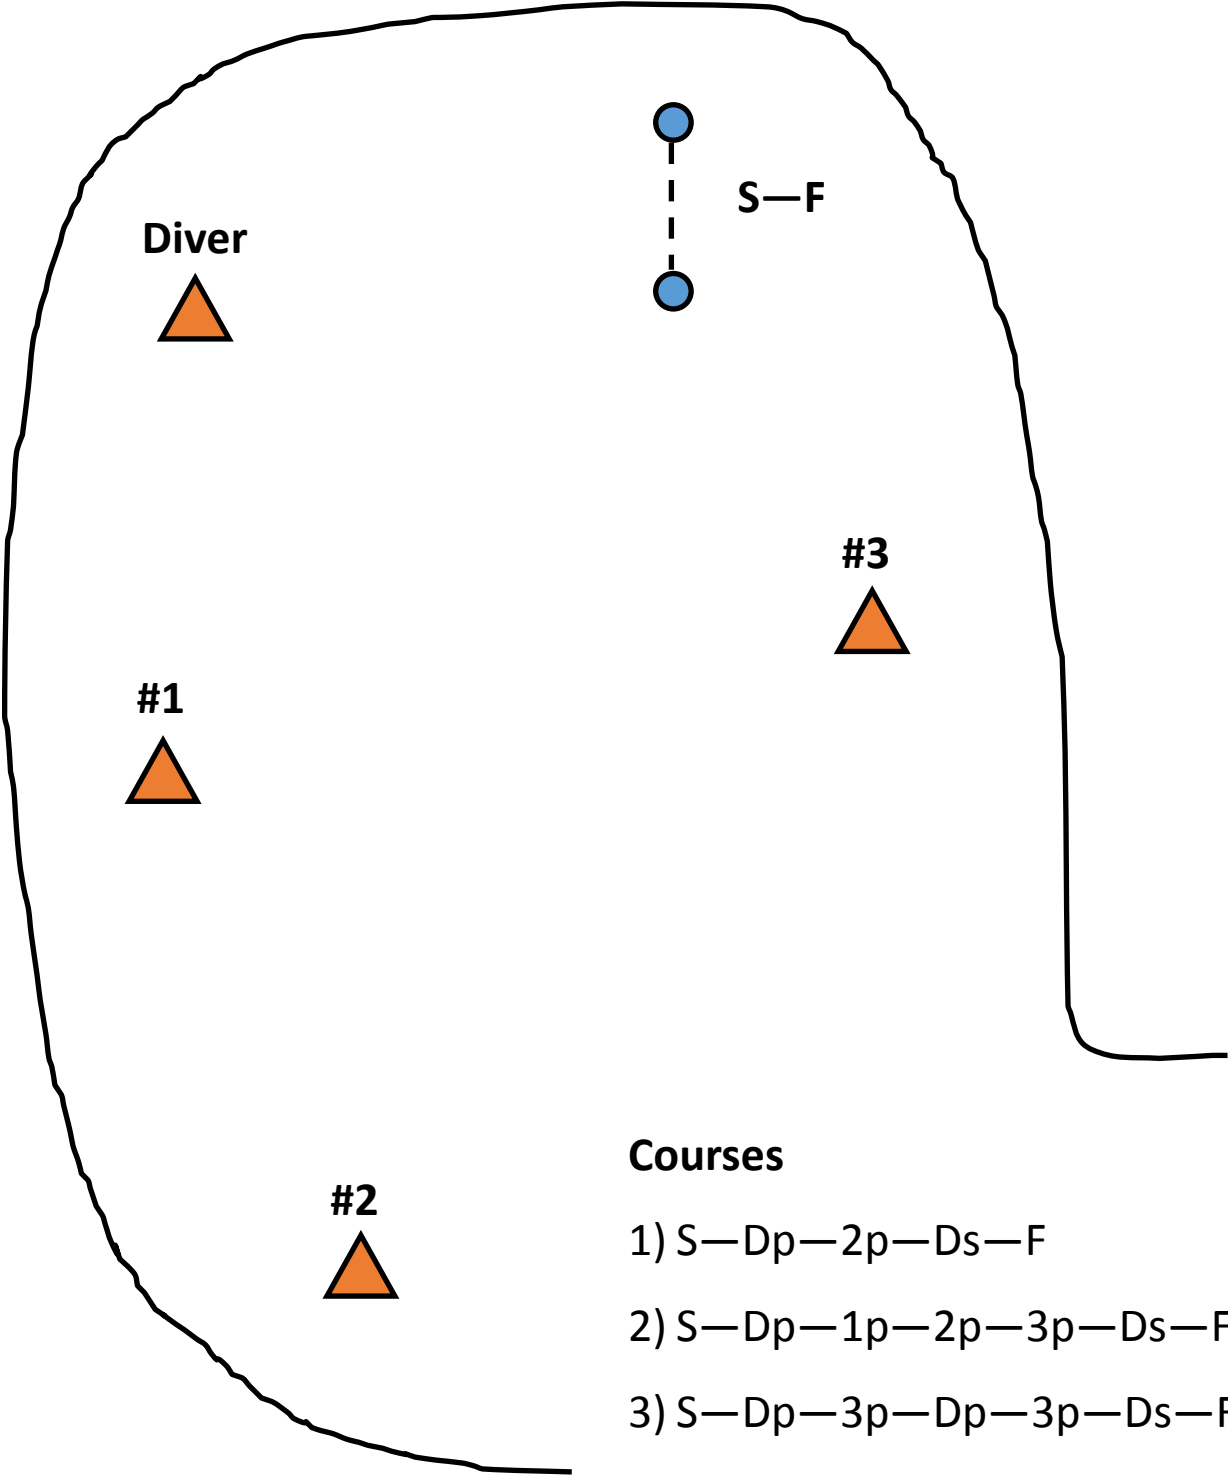 S—F
Diver
#3
#1
#2
Courses
1) S—Dp—2p—Ds—F
2) S—Dp—1p—2p—3p—Ds—F
3) S—Dp—3p—Dp—3p—Ds—F